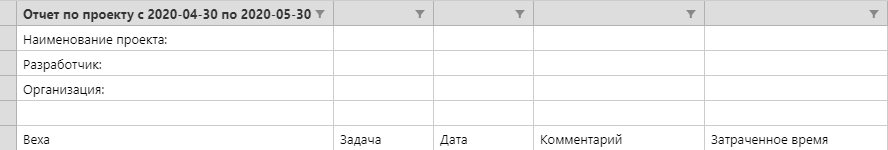 Отчет по проекту с 2020-04-30 по 2020-05-30
Наименование проекта:
Разработчик:
Организация:
Веха Задача Дата Комментарий Затраченное время